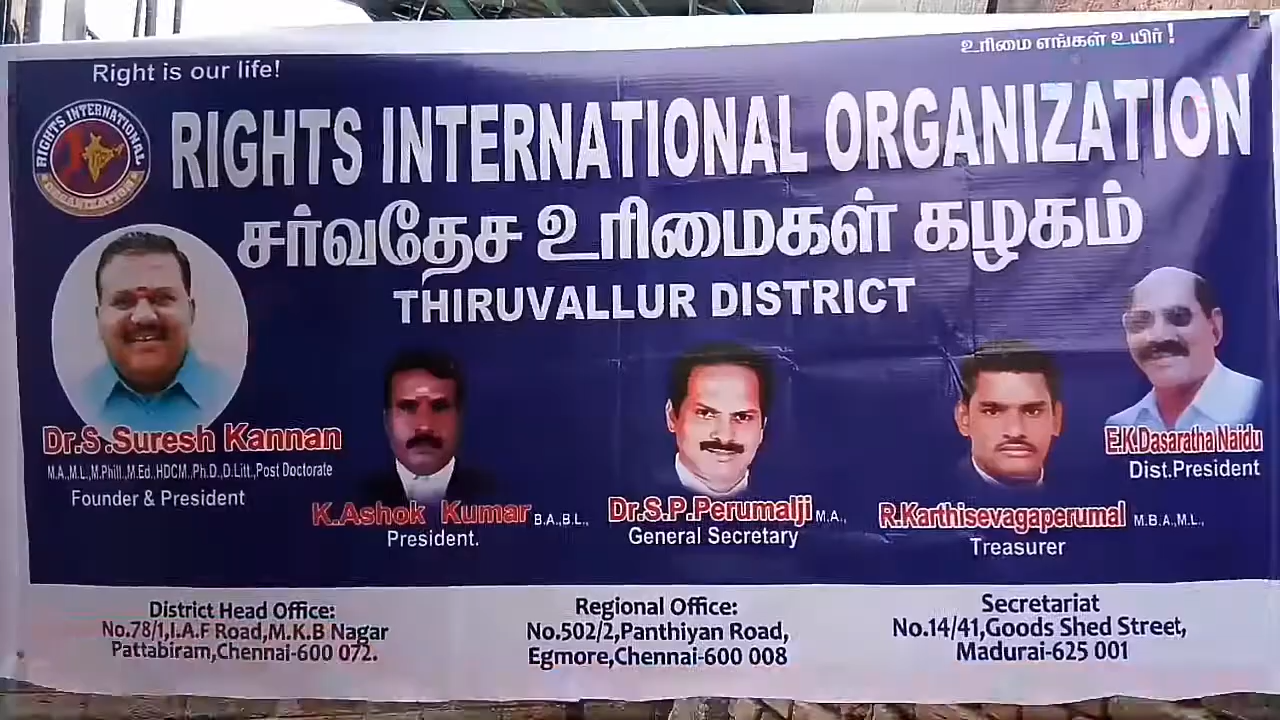 உரிமை எங்கள் உயிர் !
Right is our life!
RIGHTS INTERNATIONAL ORGANIZATION
RIGHTS INTERNATIONAL
ORGANIZATION
சர்வதேச உரிமைகள் கழகம்
THIRUVALLUR DISTRICT
Dr.S.Suresh Kannan
M.A.,M.L.,M.Phill.,M.Ed.,HDCM.,Ph.D.,D.Litt.,Post Doctorate
Founder & President
K.Ashok Kumar B.A.,B.L.,
President.
Dr.S.P.Perumalji M.A.,
General Secretary
R.Karthisevagaperumal M.B.A.,M.L.,
Treasurer
E.K.Dasaratha Naidu
Dist.President
District Head Office:
No.78/1,I.A.F Road,M.K.B Nagar
Pattabiram,Chennai-600 072.
Regional Office:
No.502/2,Panthiyan Road,
Egmore,Chennai-600 008
Secretariat
No.14/41,Goods Shed Street,
Madurai-625 001